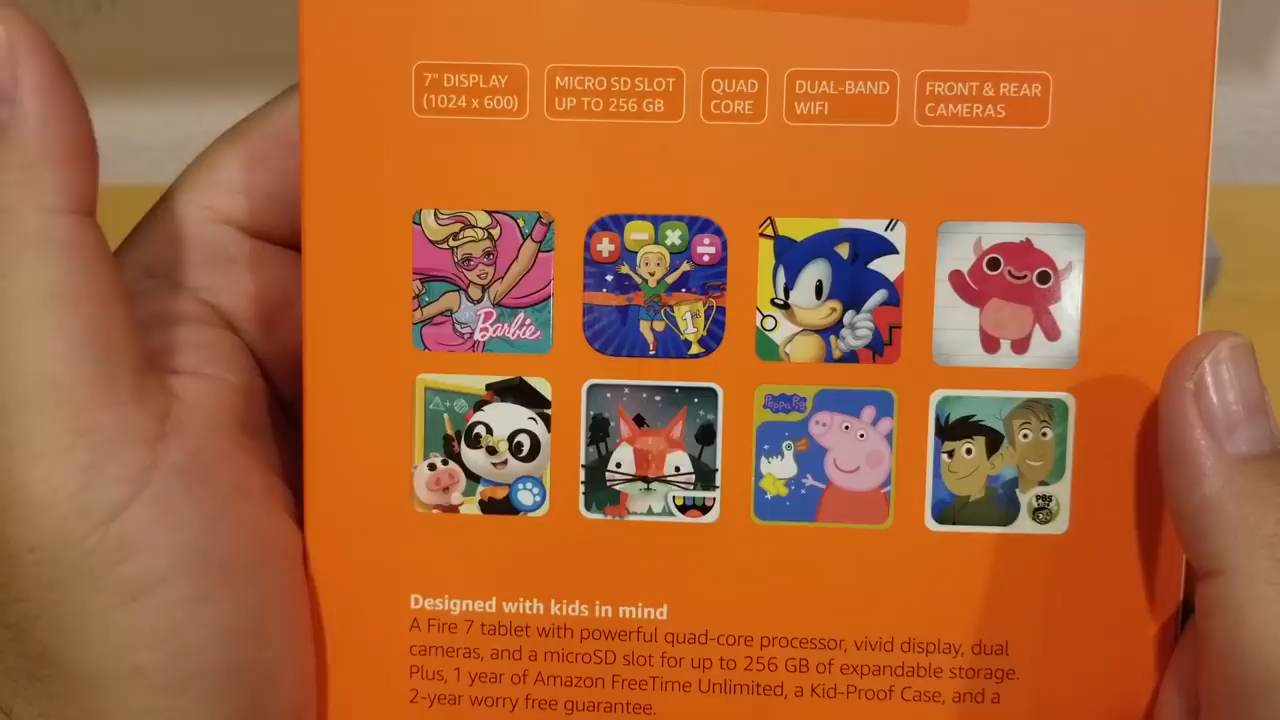 7" DISPLAY
(1024 x 600)
MICRO SD SLOT
UP TO 256 GB
QUAD
CORE
DUAL-BAND
WIFI
FRONT & REAR
CAMERAS
+ − × ÷
Barbie
1st
Peppa Pig
PBS
KIDS
Designed with kids in mind
A Fire 7 tablet with powerful quad-core processor, vivid display, dual
cameras, and a microSD slot for up to 256 GB of expandable storage.
Plus, 1 year of Amazon FreeTime Unlimited, a Kid-Proof Case, and a
2-year worry free guarantee.